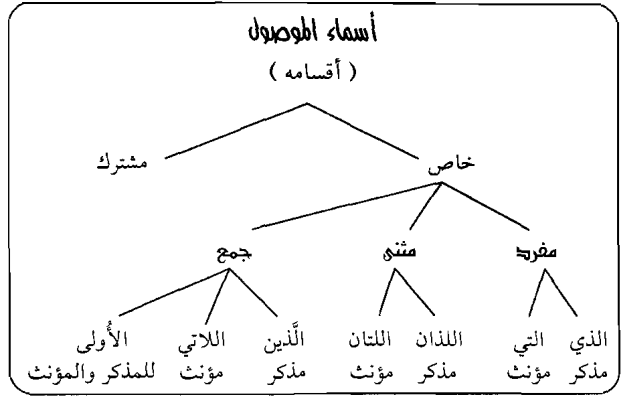 أسماء الموصول
( أقسامه )
خاص مشترك
مفرد مثنى جمع
الذي التي اللذان اللتان الَّذين اللاتي الأُولى
مذكر مؤنث مذكر مؤنث مذكر مؤنث للمذكر والمؤنث